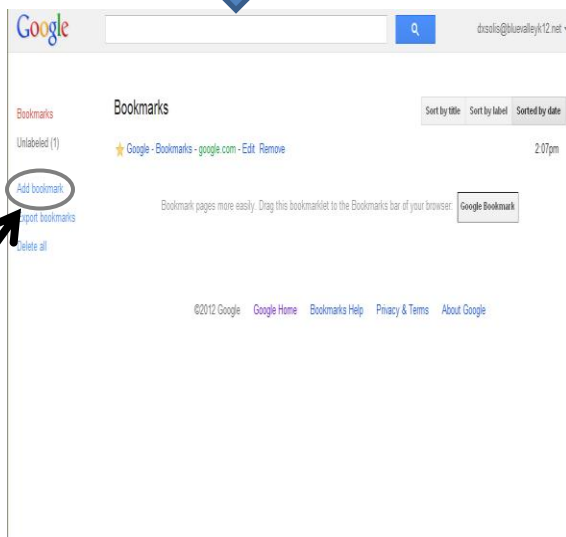 Google dxsolis@bluevalleyk12.net
Bookmarks Sort by title Sort by label Sorted by date
Bookmarks
Unlabeled (1)
Google - Bookmarks - google.com - Edit Remove 2:07pm
Add bookmark
Export bookmarks
Delete all
Bookmark pages more easily. Drag this bookmarklet to the Bookmarks bar of your browser: Google Bookmark
©2012 Google Google Home Bookmarks Help Privacy & Terms About Google